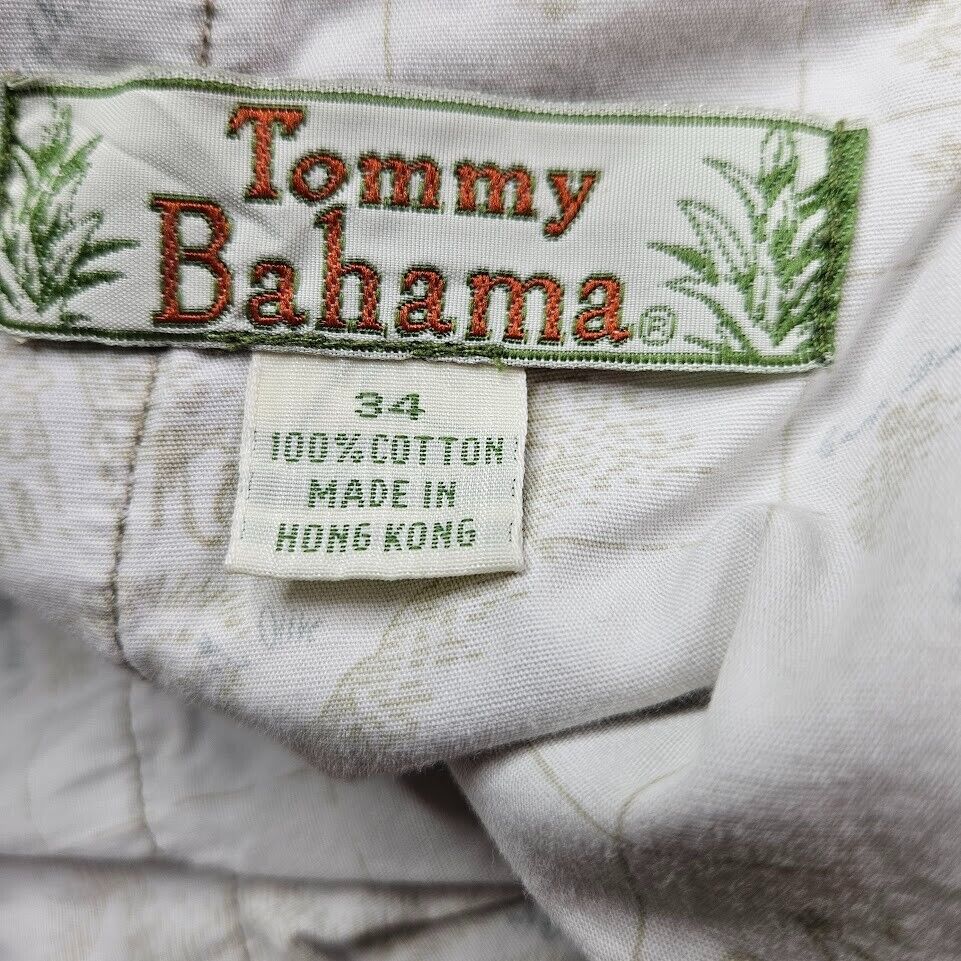 Tommy
Bahama®
34
100% COTTON
MADE IN
HONG KONG